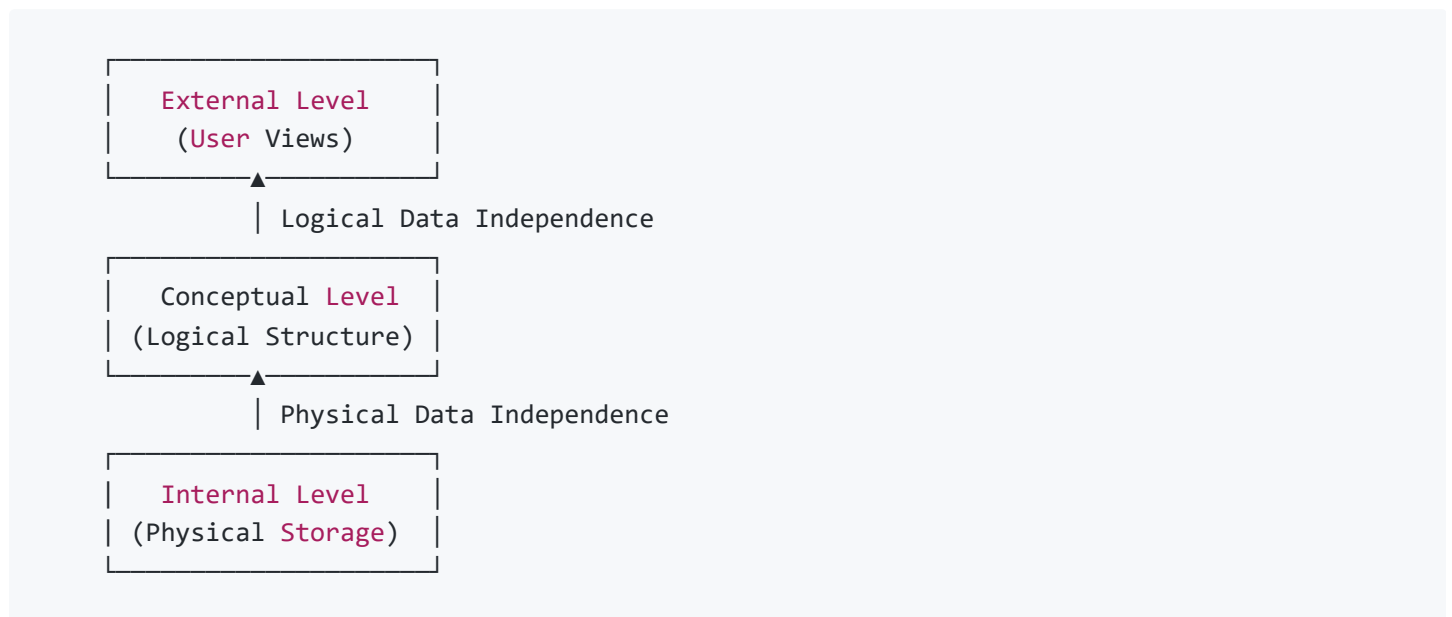 External Level
(User Views)
Logical Data Independence
Conceptual Level
(Logical Structure)
Physical Data Independence
Internal Level
(Physical Storage)